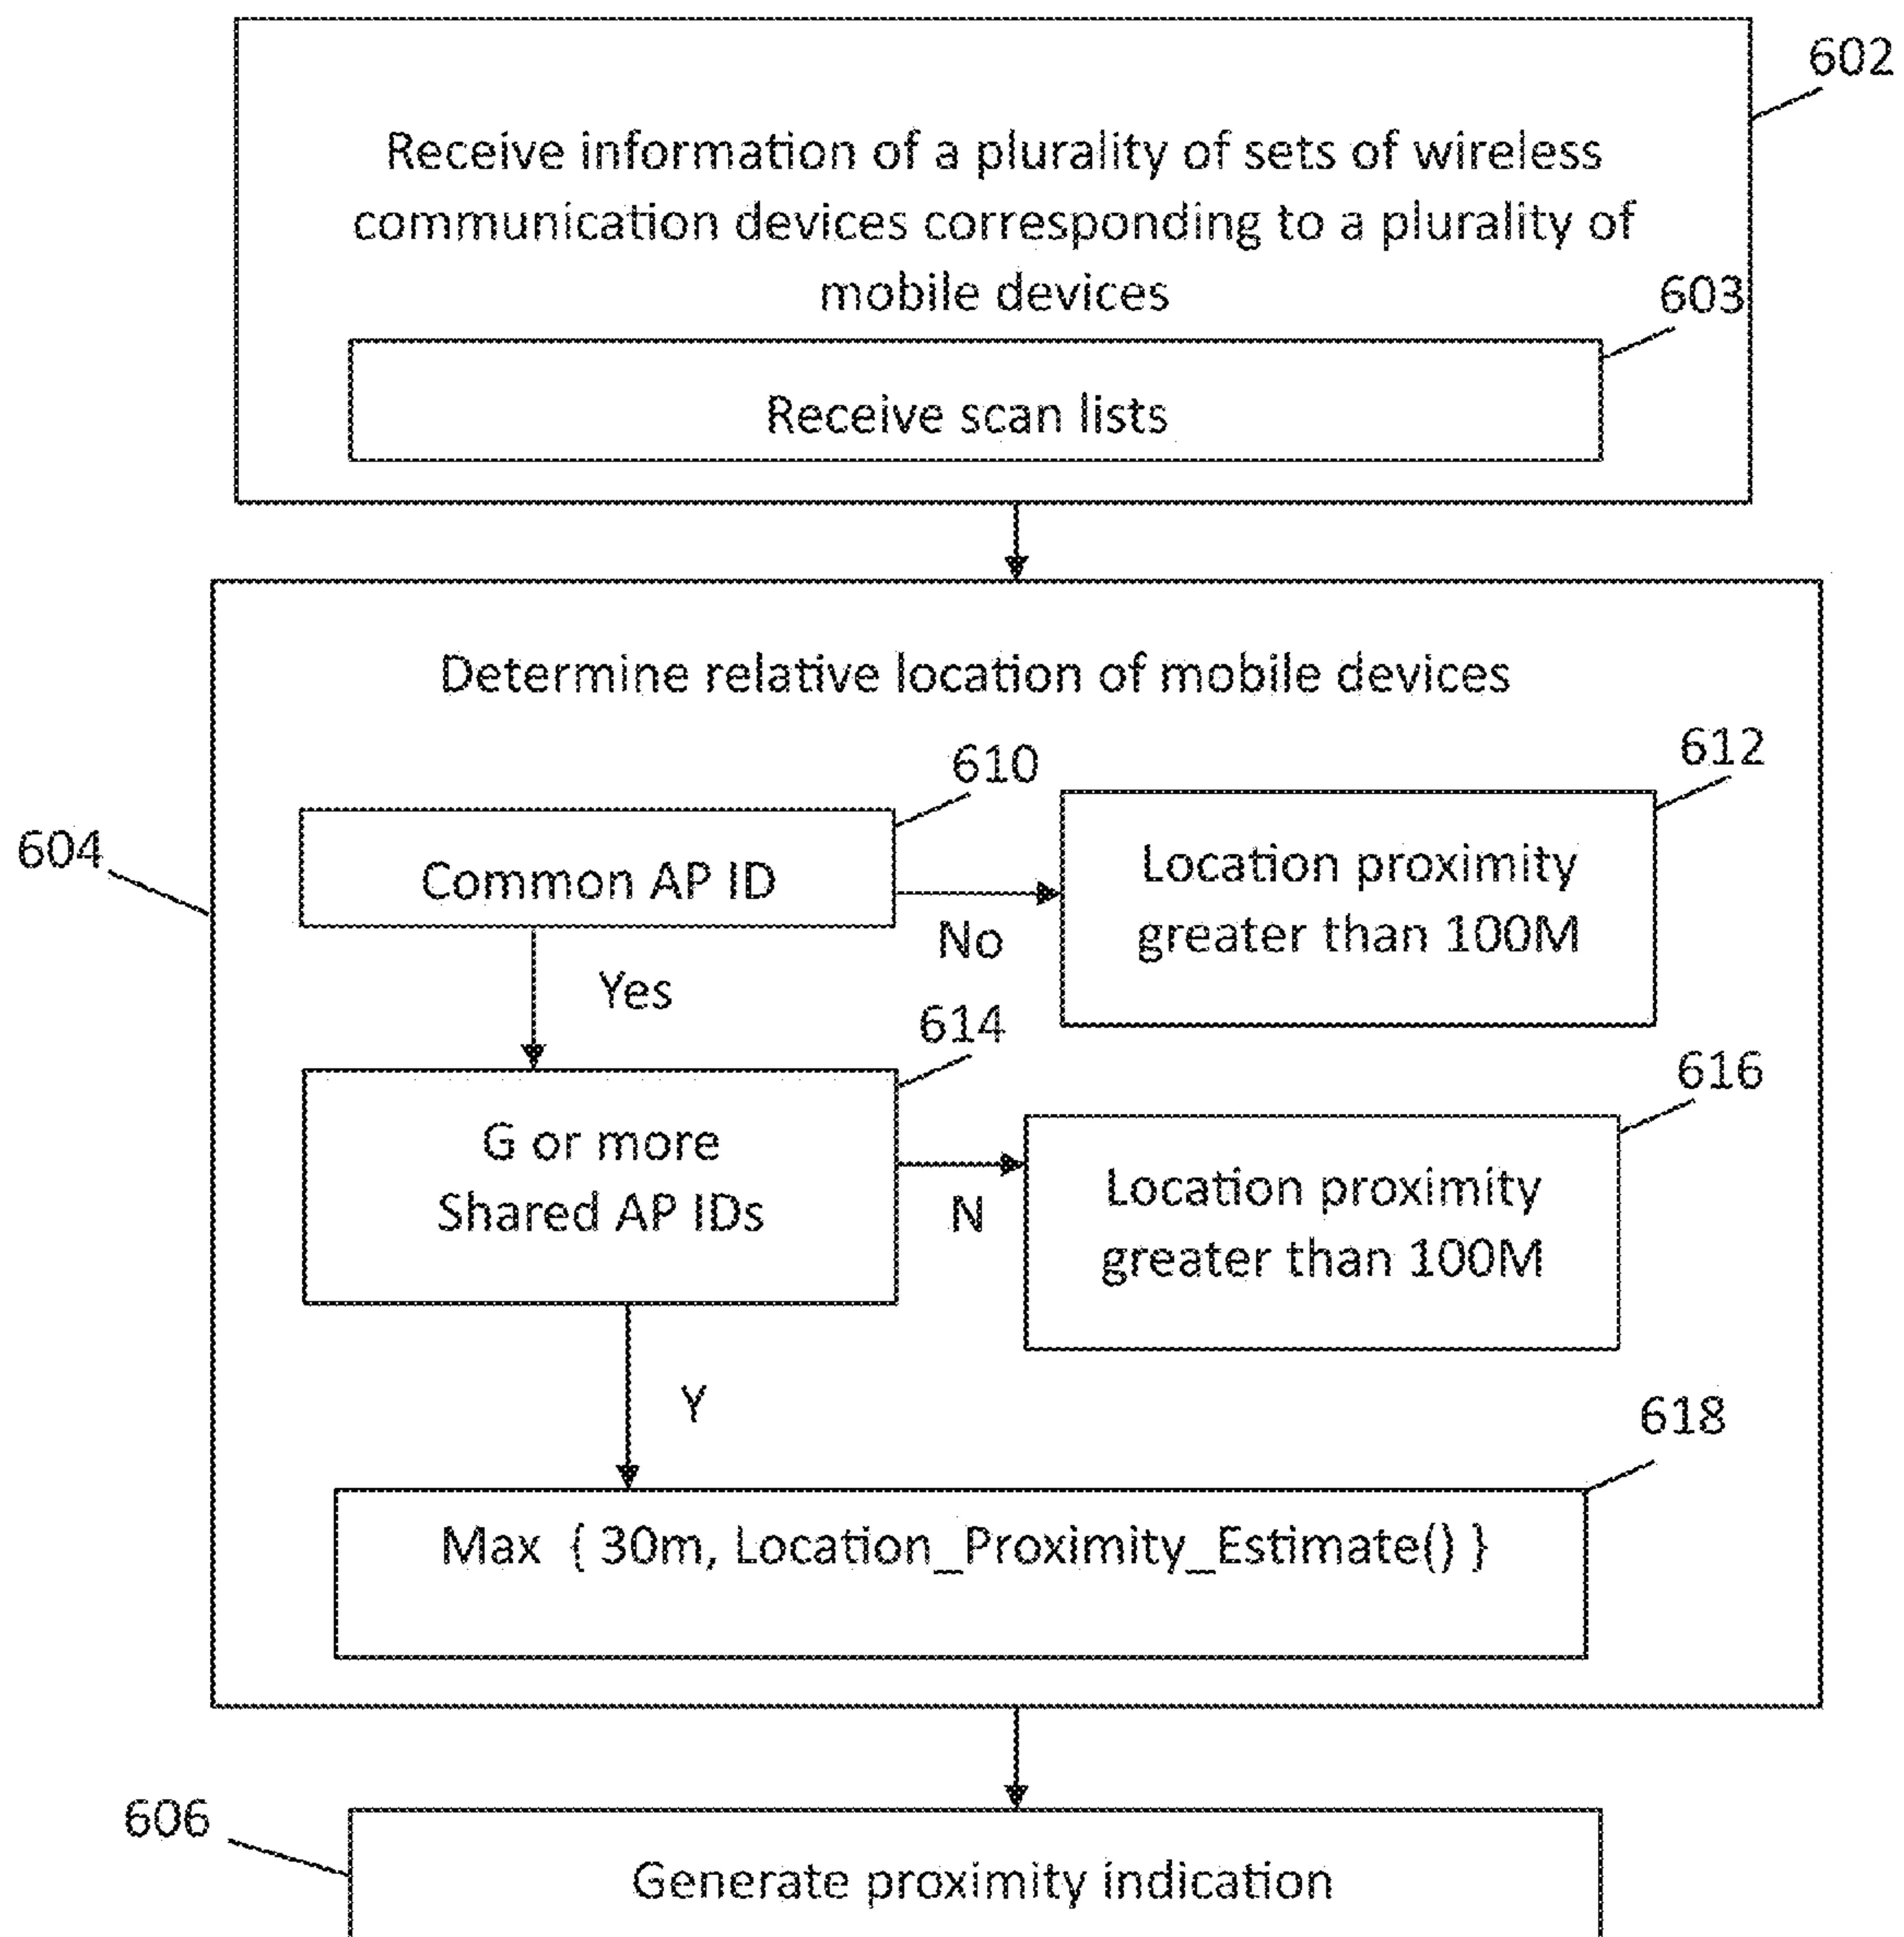 602
Receive information of a plurality of sets of wireless
communication devices corresponding to a plurality of
mobile devices
603
Receive scan lists
Determine relative location of mobile devices
604
610
Common AP ID
No
Yes
612
Location proximity
greater than 100M
614
G or more
Shared AP IDs
N
Y
616
Location proximity
greater than 100M
618
Max { 30m, Location_Proximity_Estimate() }
606
Generate proximity indication